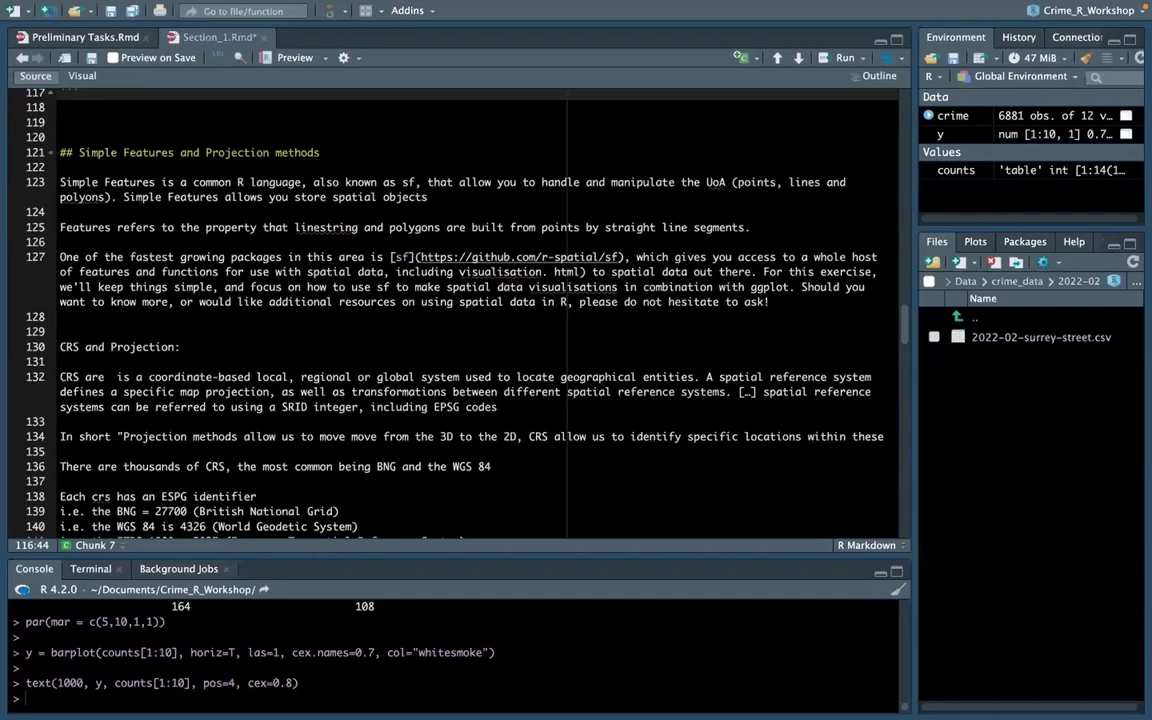 Go to file/function
Addins
Crime_R_Workshop
Preliminary Tasks.Rmd
Section_1.Rmd*
Environment
History
Connection
Preview on Save
Preview
Run
47 MiB
Source
Visual
Outline
R
Global Environment
Data
crime 6881 obs. of 12 v…
y num [1:10, 1] 0.7…
Values
counts 'table' int [1:14(1…
117 ```
118
119
120
121 ## Simple Features and Projection methods
122
123 Simple Features is a common R language, also known as sf, that allow you to handle and manipulate the UoA (points, lines and
polyons). Simple Features allows you store spatial objects
124
125 Features refers to the property that linestring and polygons are built from points by straight line segments.
126
127 One of the fastest growing packages in this area is [sf](https://github.com/r-spatial/sf), which gives you access to a whole host
of features and functions for use with spatial data, including visualisation. html) to spatial data out there. For this exercise,
we'll keep things simple, and focus on how to use sf to make spatial data visualisations in combination with ggplot. Should you
want to know more, or would like additional resources on using spatial data in R, please do not hesitate to ask!
128
129
130 CRS and Projection:
131
132 CRS are  is a coordinate-based local, regional or global system used to locate geographical entities. A spatial reference system
defines a specific map projection, as well as transformations between different spatial reference systems. […] spatial reference
systems can be referred to using a SRID integer, including EPSG codes
133
134 In short "Projection methods allow us to move move from the 3D to the 2D, CRS allow us to identify specific locations within these
135
136 There are thousands of CRS, the most common being BNG and the WGS 84
137
138 Each crs has an ESPG identifier
139 i.e. the BNG = 27700 (British National Grid)
140 i.e. the WGS 84 is 4326 (World Geodetic System)
116:44
Chunk 7
R Markdown
Files
Plots
Packages
Help
Data
crime_data
2022-02
...
Name
..
2022-02-surrey-street.csv
Console
Terminal
Background Jobs
R 4.2.0 · ~/Documents/Crime_R_Workshop/
164 108
> par(mar = c(5,10,1,1))
>
> y = barplot(counts[1:10], horiz=T, las=1, cex.names=0.7, col="whitesmoke")
>
> text(1000, y, counts[1:10], pos=4, cex=0.8)
>